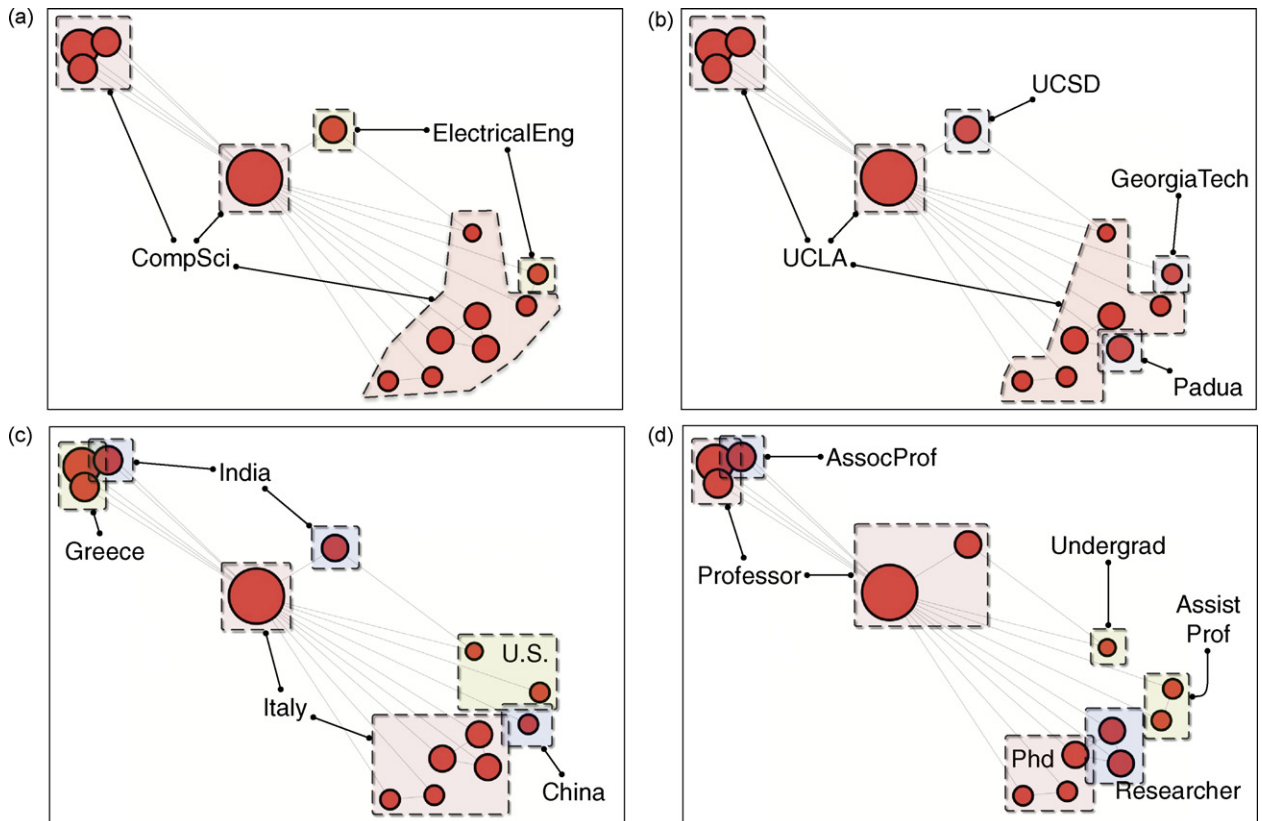 (a)
ElectricalEng
CompSci
(b)
UCSD
GeorgiaTech
UCLA
Padua
(c)
India
Greece
U.S.
Italy
China
(d)
AssocProf
Professor
Undergrad
Assist
Prof
Phd
Researcher